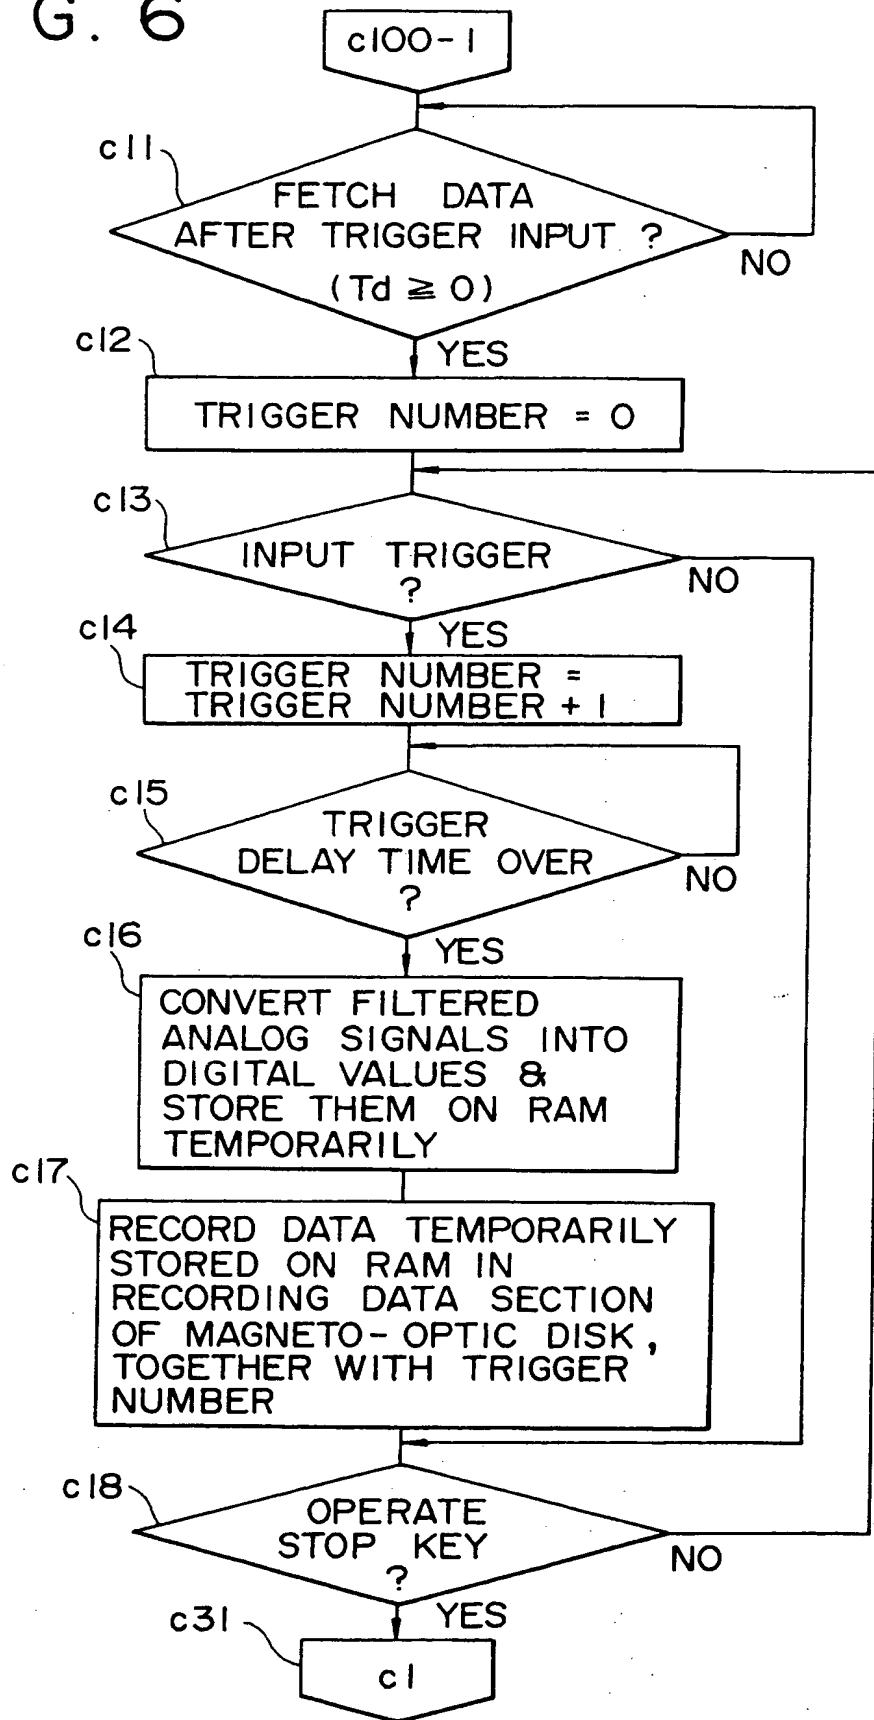 G. 6
c100-1
c11
FETCH DATA
AFTER TRIGGER INPUT ?
(Td ≧ 0)
NO
YES
c12
TRIGGER NUMBER = 0
c13
INPUT TRIGGER
?
NO
YES
c14
TRIGGER NUMBER =
TRIGGER NUMBER + 1
c15
TRIGGER
DELAY TIME OVER
?
NO
YES
c16
CONVERT FILTERED
ANALOG SIGNALS INTO
DIGITAL VALUES &
STORE THEM ON RAM
TEMPORARILY
c17
RECORD DATA TEMPORARILY
STORED ON RAM IN
RECORDING DATA SECTION
OF MAGNETO-OPTIC DISK,
TOGETHER WITH TRIGGER
NUMBER
c18
OPERATE
STOP KEY
?
NO
YES
c31
c1